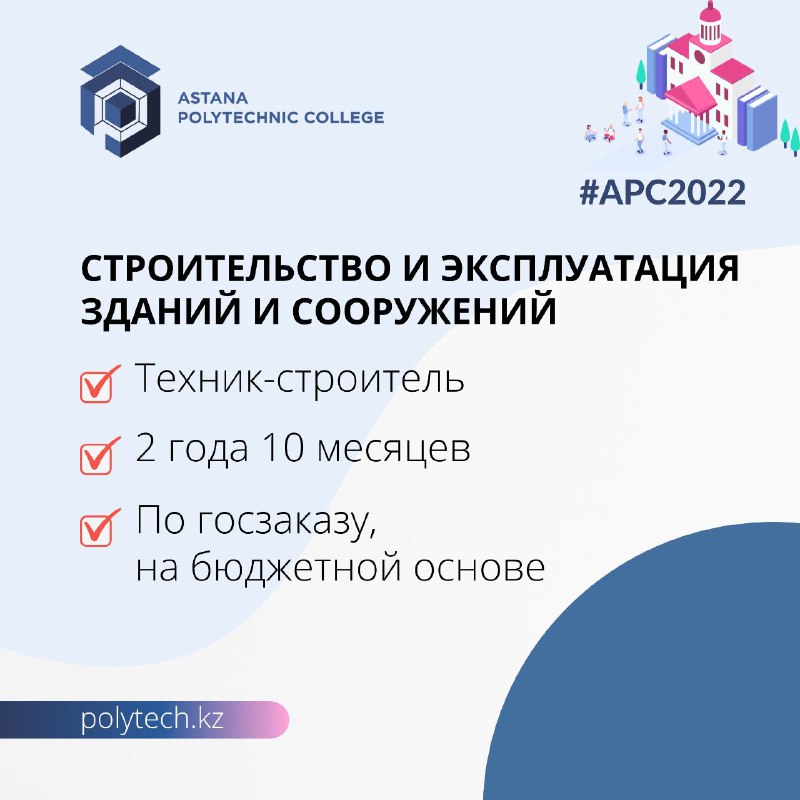 ASTANA
POLYTECHNIC COLLEGE
#APC2022
СТРОИТЕЛЬСТВО И ЭКСПЛУАТАЦИЯ
ЗДАНИЙ И СООРУЖЕНИЙ
Техник-строитель
2 года 10 месяцев
По госзаказу,
на бюджетной основе
polytech.kz